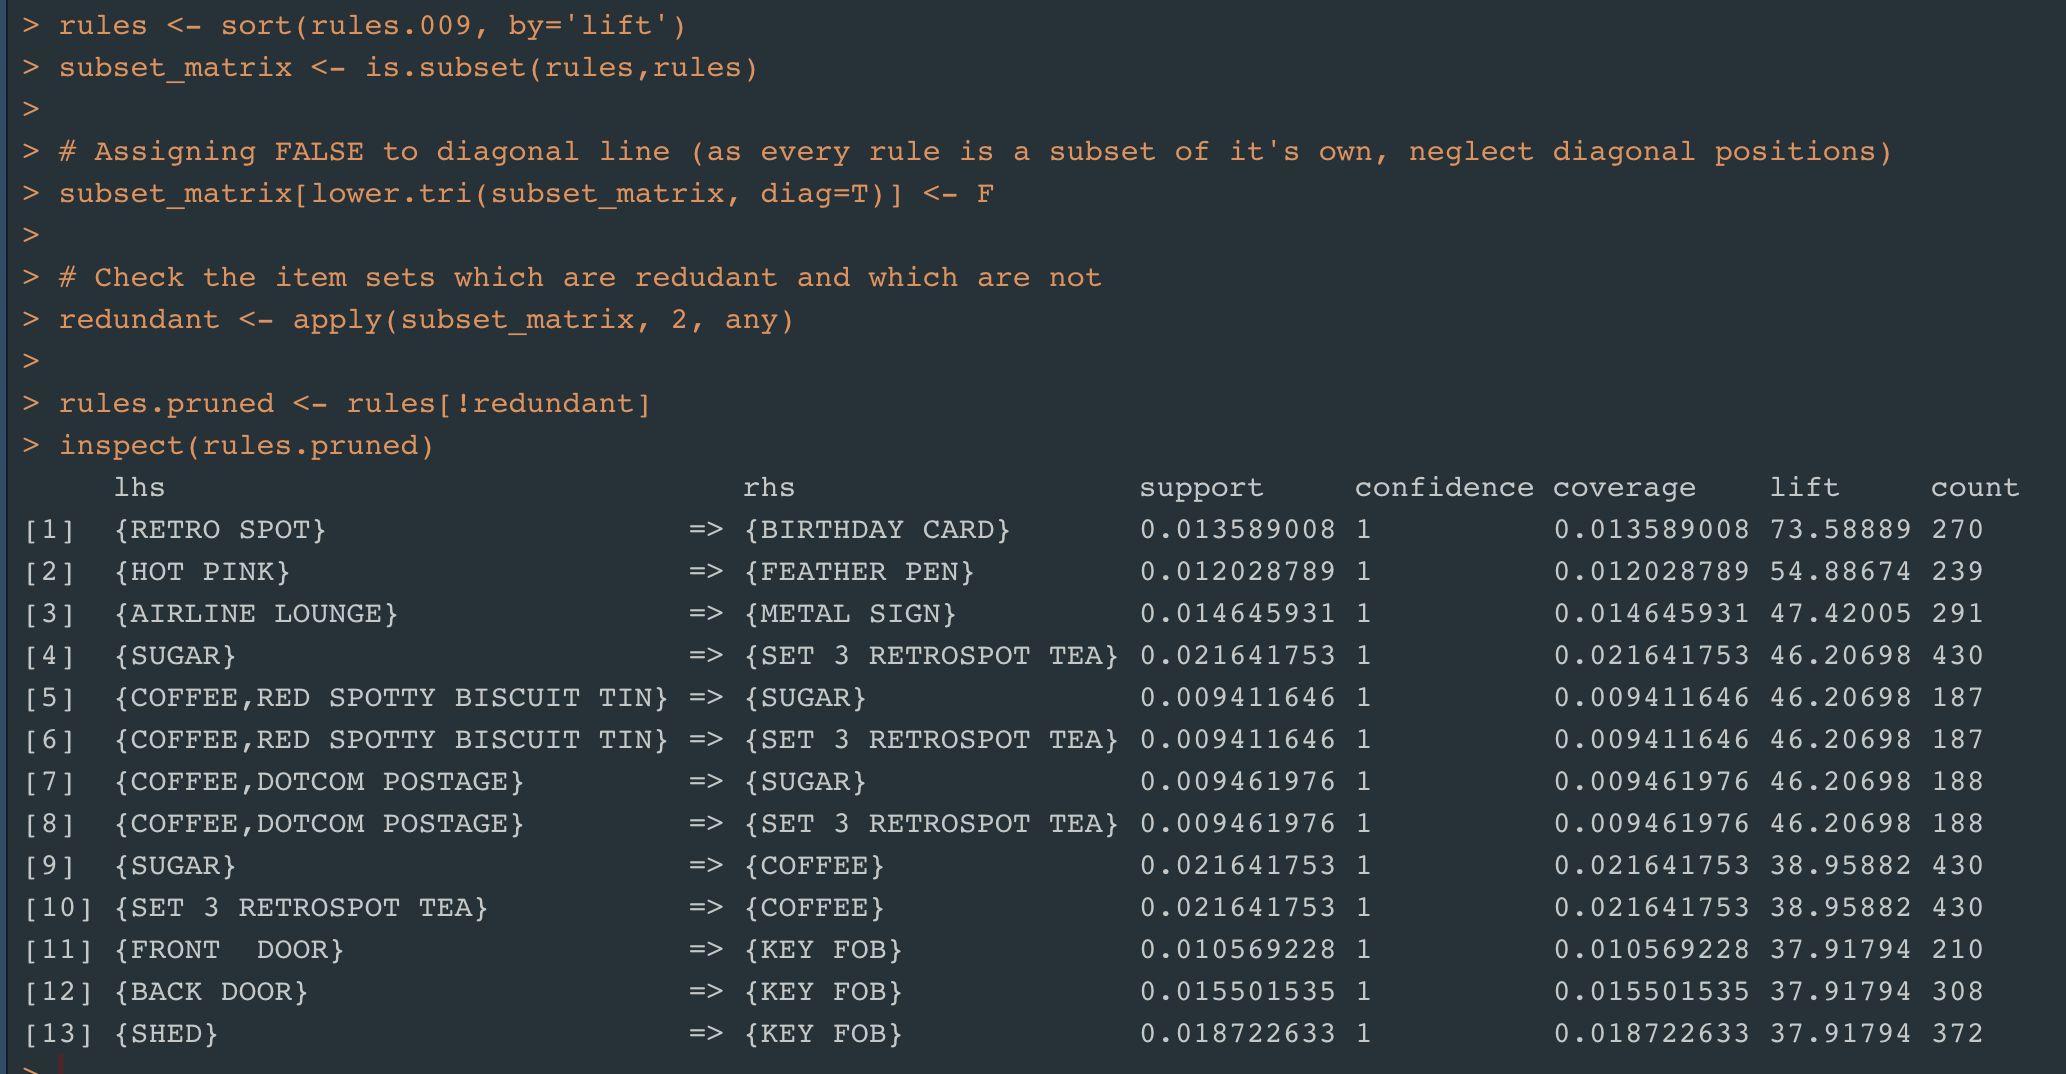 > rules <- sort(rules.009, by='lift')
> subset_matrix <- is.subset(rules,rules)
>
> # Assigning FALSE to diagonal line (as every rule is a subset of it's own, neglect diagonal positions)
> subset_matrix[lower.tri(subset_matrix, diag=T)] <- F
>
> # Check the item sets which are redudant and which are not
> redundant <- apply(subset_matrix, 2, any)
>
> rules.pruned <- rules[!redundant]
> inspect(rules.pruned)
lhs rhs support confidence coverage lift count
[1] {RETRO SPOT} => {BIRTHDAY CARD} 0.013589008 1 0.013589008 73.58889 270
[2] {HOT PINK} => {FEATHER PEN} 0.012028789 1 0.012028789 54.88674 239
[3] {AIRLINE LOUNGE} => {METAL SIGN} 0.014645931 1 0.014645931 47.42005 291
[4] {SUGAR} => {SET 3 RETROSPOT TEA} 0.021641753 1 0.021641753 46.20698 430
[5] {COFFEE,RED SPOTTY BISCUIT TIN} => {SUGAR} 0.009411646 1 0.009411646 46.20698 187
[6] {COFFEE,RED SPOTTY BISCUIT TIN} => {SET 3 RETROSPOT TEA} 0.009411646 1 0.009411646 46.20698 187
[7] {COFFEE,DOTCOM POSTAGE} => {SUGAR} 0.009461976 1 0.009461976 46.20698 188
[8] {COFFEE,DOTCOM POSTAGE} => {SET 3 RETROSPOT TEA} 0.009461976 1 0.009461976 46.20698 188
[9] {SUGAR} => {COFFEE} 0.021641753 1 0.021641753 38.95882 430
[10] {SET 3 RETROSPOT TEA} => {COFFEE} 0.021641753 1 0.021641753 38.95882 430
[11] {FRONT  DOOR} => {KEY FOB} 0.010569228 1 0.010569228 37.91794 210
[12] {BACK DOOR} => {KEY FOB} 0.015501535 1 0.015501535 37.91794 308
[13] {SHED} => {KEY FOB} 0.018722633 1 0.018722633 37.91794 372
>